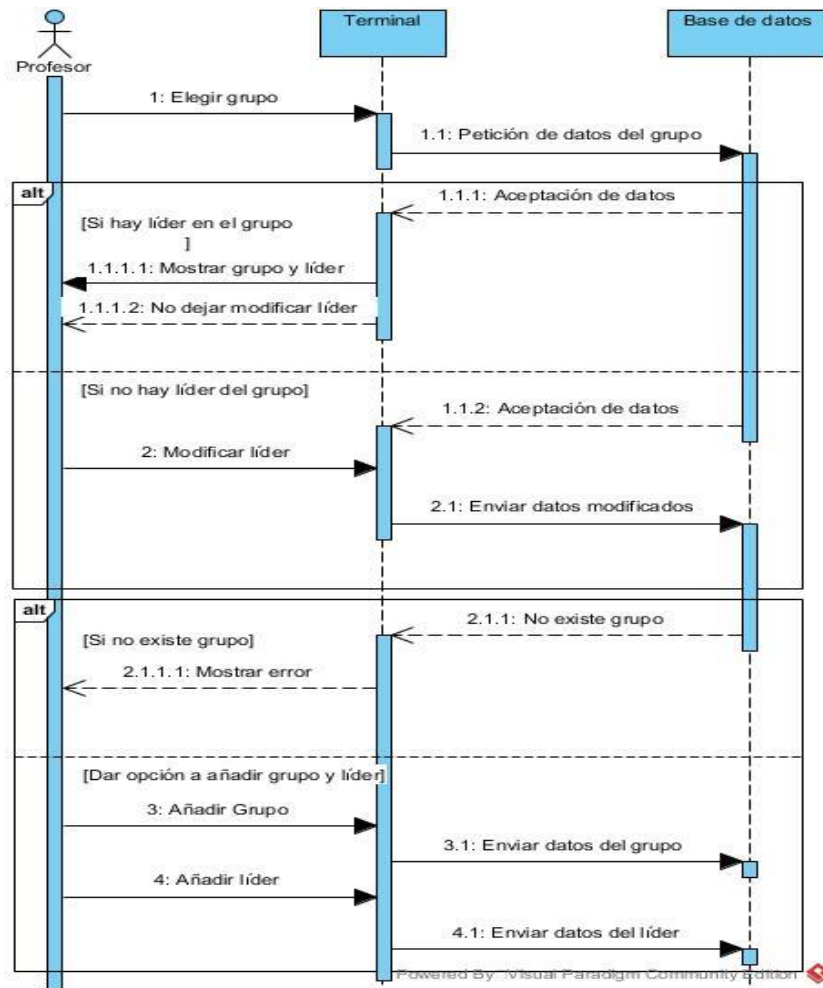 Terminal
Base de datos
Profesor
1: Elegir grupo
1.1: Petición de datos del grupo
alt
1.1.1: Aceptación de datos
[Si hay líder en el grupo
]
1.1.1.1: Mostrar grupo y líder
1.1.1.2: No dejar modificar líder
[Si no hay líder del grupo]
1.1.2: Aceptación de datos
2: Modificar líder
2.1: Enviar datos modificados
alt
2.1.1: No existe grupo
[Si no existe grupo]
2.1.1.1: Mostrar error
[Dar opción a añadir grupo y líder]
3: Añadir Grupo
3.1: Enviar datos del grupo
4: Añadir líder
4.1: Enviar datos del líder
Powered By Visual Paradigm Community Edition